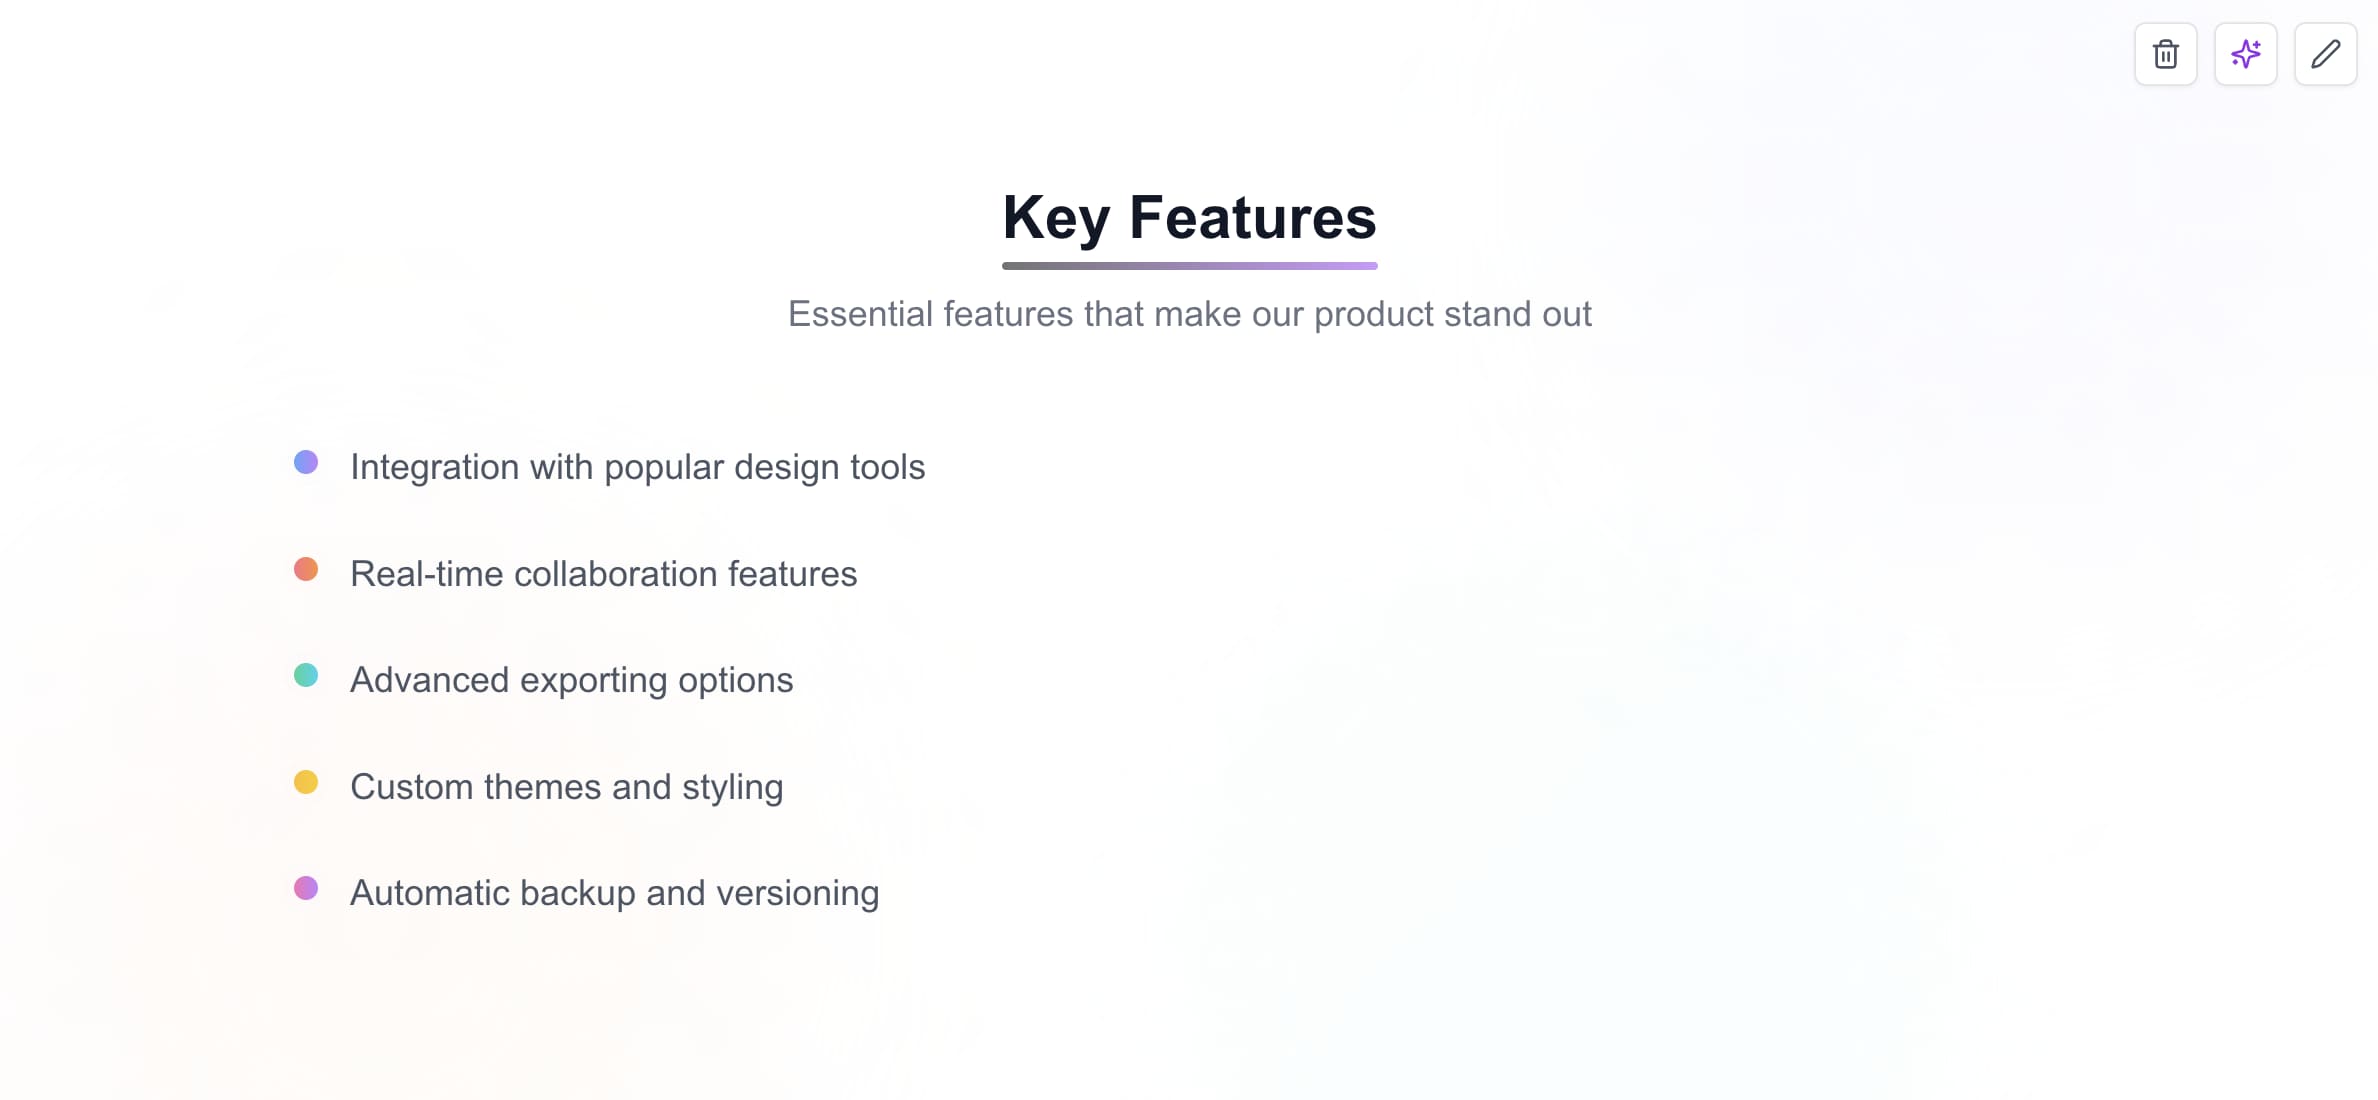 Key Features
Essential features that make our product stand out
Integration with popular design tools
Real-time collaboration features
Advanced exporting options
Custom themes and styling
Automatic backup and versioning